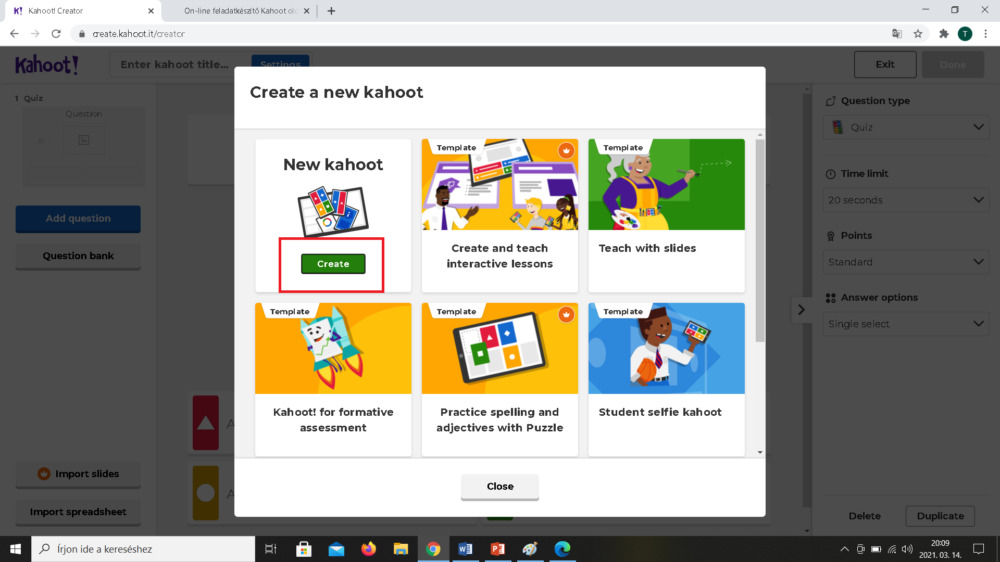 Kahoot! Creator
On-line feladatkészítő Kahoot old
create.kahoot.it/creator
T
Kahoot!
Enter kahoot title...
Settings
Exit
Done
1 Quiz
Question
20
Add question
Question bank
Import slides
Import spreadsheet
Create a new kahoot
New kahoot
Create
Template
Create and teach
interactive lessons
Template
Teach with slides
Template
Kahoot! for formative
assessment
Template
Practice spelling and
adjectives with Puzzle
Template
Student selfie kahoot
Close
Question type
Quiz
Time limit
20 seconds
Points
Standard
Answer options
Single select
Delete
Duplicate
Írjon ide a kereséshez
20:09
2021. 03. 14.